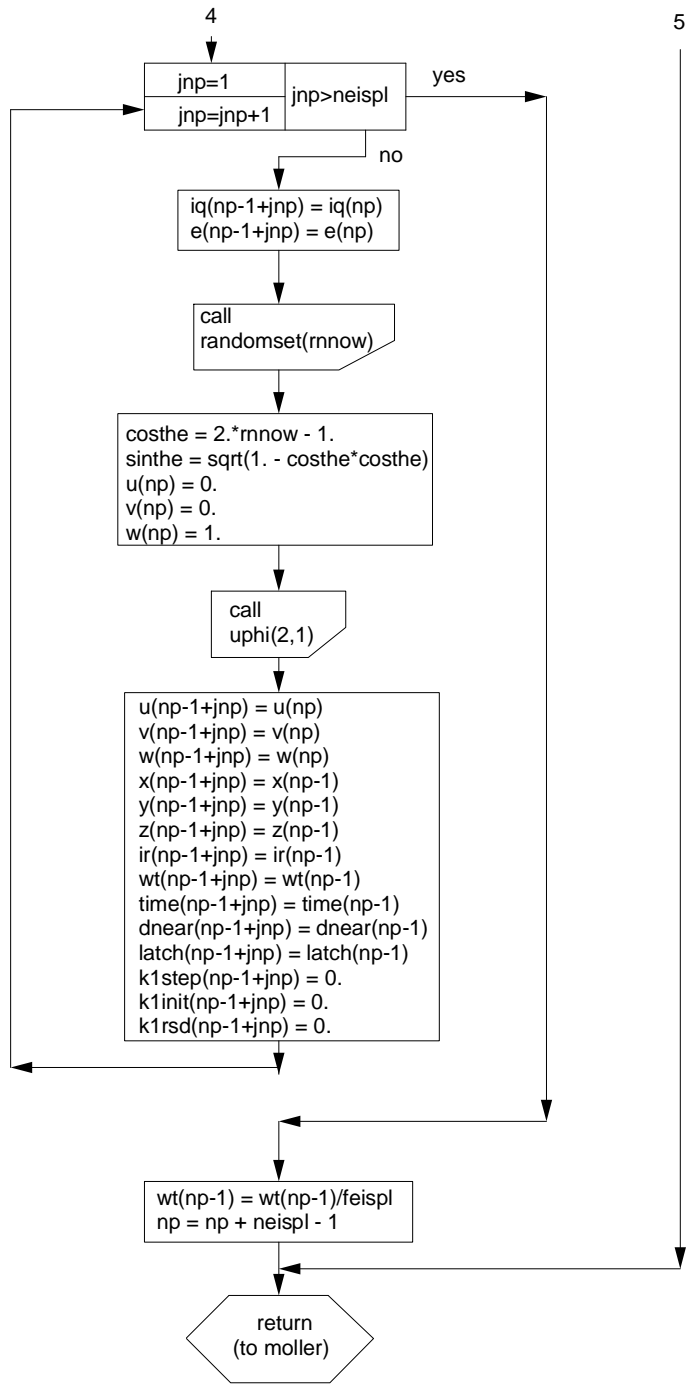 4
5
jnp=1
jnp=jnp+1
jnp>neispl
yes
no
iq(np-1+jnp) = iq(np)
e(np-1+jnp) = e(np)
call
randomset(rnnow)
costhe = 2.*rnnow - 1.
sinthe = sqrt(1. - costhe*costhe)
u(np) = 0.
v(np) = 0.
w(np) = 1.
call
uphi(2,1)
u(np-1+jnp) = u(np)
v(np-1+jnp) = v(np)
w(np-1+jnp) = w(np)
x(np-1+jnp) = x(np-1)
y(np-1+jnp) = y(np-1)
z(np-1+jnp) = z(np-1)
ir(np-1+jnp) = ir(np-1)
wt(np-1+jnp) = wt(np-1)
time(np-1+jnp) = time(np-1)
dnear(np-1+jnp) = dnear(np-1)
latch(np-1+jnp) = latch(np-1)
k1step(np-1+jnp) = 0.
k1init(np-1+jnp) = 0.
k1rsd(np-1+jnp) = 0.
wt(np-1) = wt(np-1)/feispl
np = np + neispl - 1
return
(to moller)